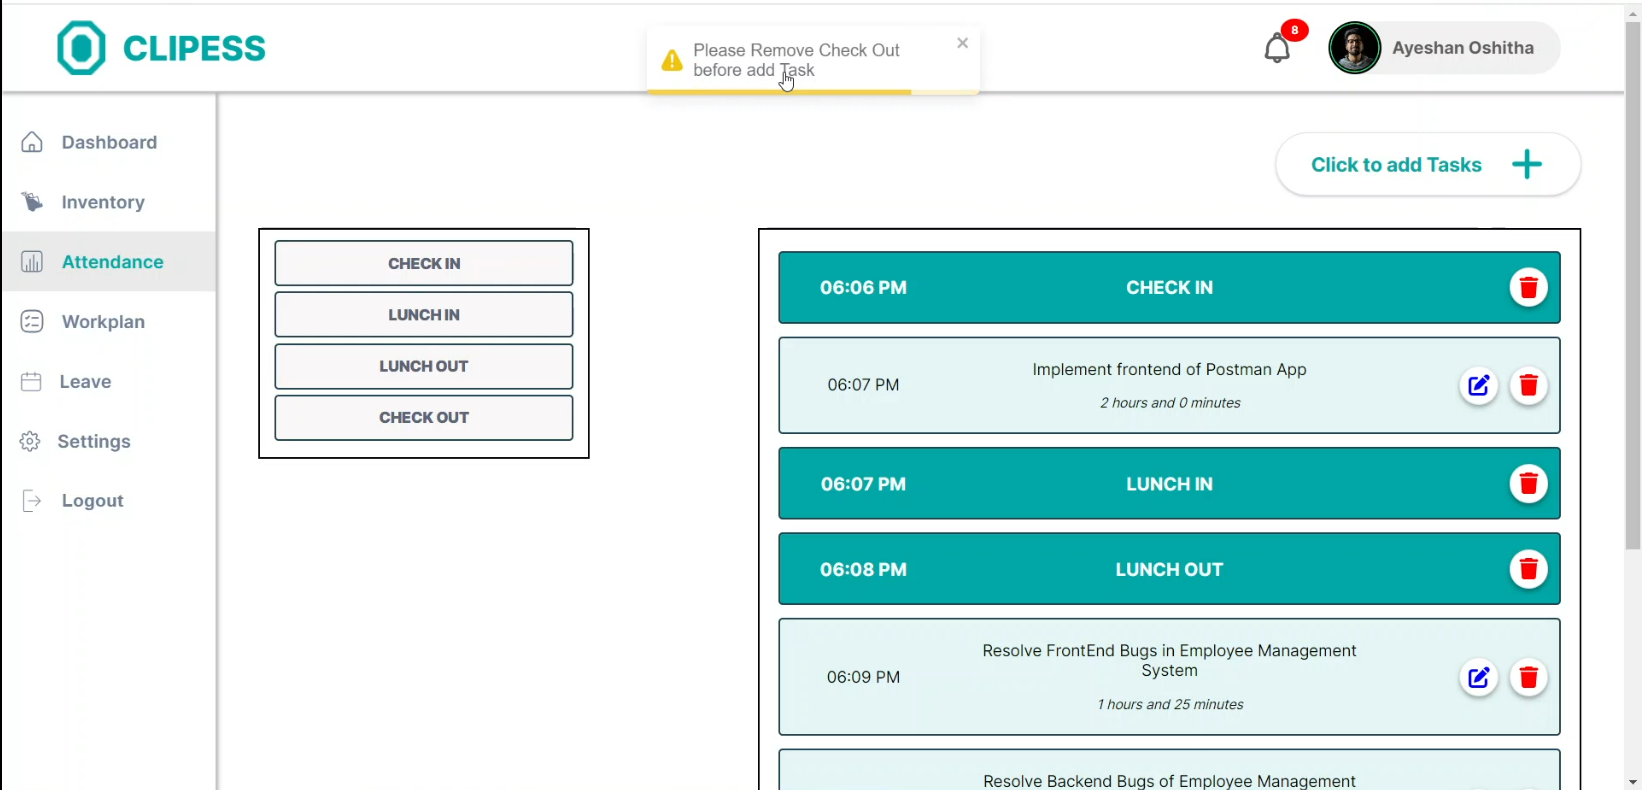 CLIPESS
Please Remove Check Out
before add Task
8
Ayeshan Oshitha
Dashboard
Inventory
Attendance
Workplan
Leave
Settings
Logout
Click to add Tasks
CHECK IN
LUNCH IN
LUNCH OUT
CHECK OUT
06:06 PM CHECK IN
06:07 PM
Implement frontend of Postman App
2 hours and 0 minutes
06:07 PM LUNCH IN
06:08 PM LUNCH OUT
06:09 PM
Resolve FrontEnd Bugs in Employee Management
System
1 hours and 25 minutes
Resolve Backend Bugs of Employee Management